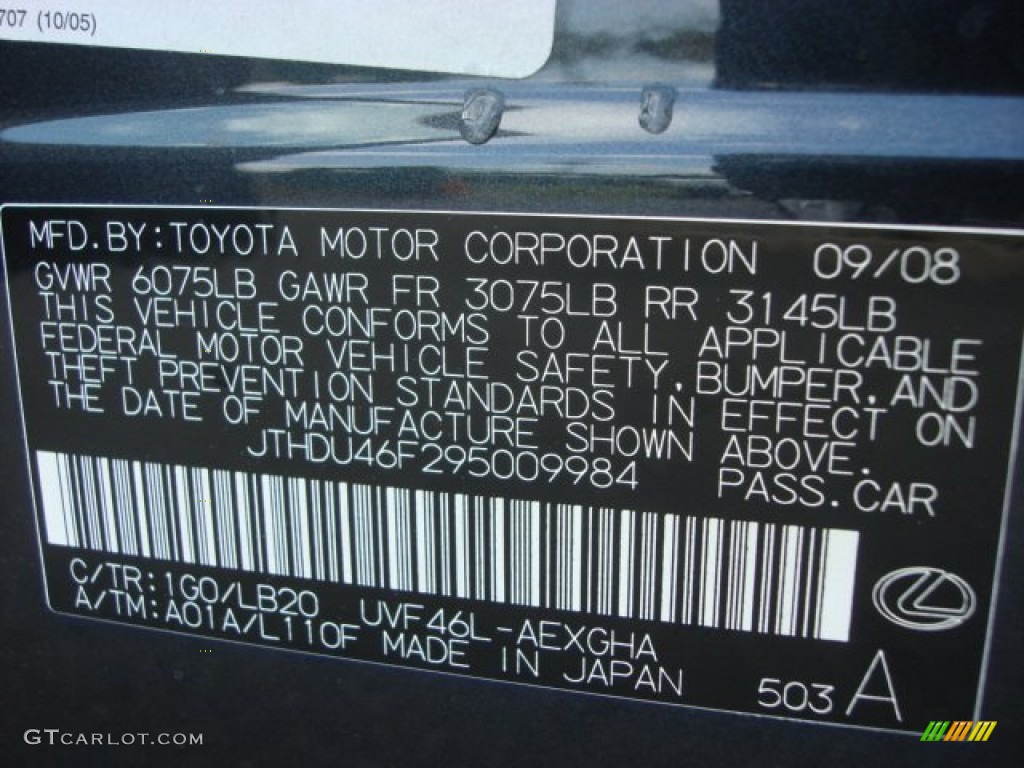 707 (10/05)
MFD.BY:TOYOTA MOTOR CORPORATION 09/08
GVWR 6075LB GAWR FR 3075LB RR 3145LB
THIS VEHICLE CONFORMS TO ALL APPLICABLE
FEDERAL MOTOR VEHICLE SAFETY,BUMPER,AND
THEFT PREVENTION STANDARDS IN EFFECT ON
THE DATE OF MANUFACTURE SHOWN ABOVE.
JTHDU46F295009984 PASS.CAR
C/TR:1G0/LB20 UVF46L-AEXGHA
A/TM:A01A/L110F MADE IN JAPAN
503 A
GTCARLOT.COM